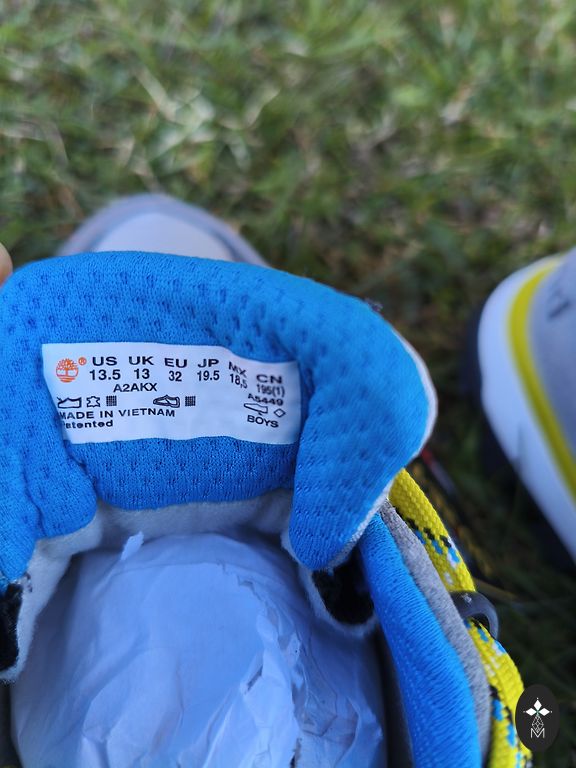 ® US UK EU JP MX CN
13.5 13 32 19.5 18,5 195(1)
A2AKX A5449
MADE IN VIETNAM
Patented BOYS
M